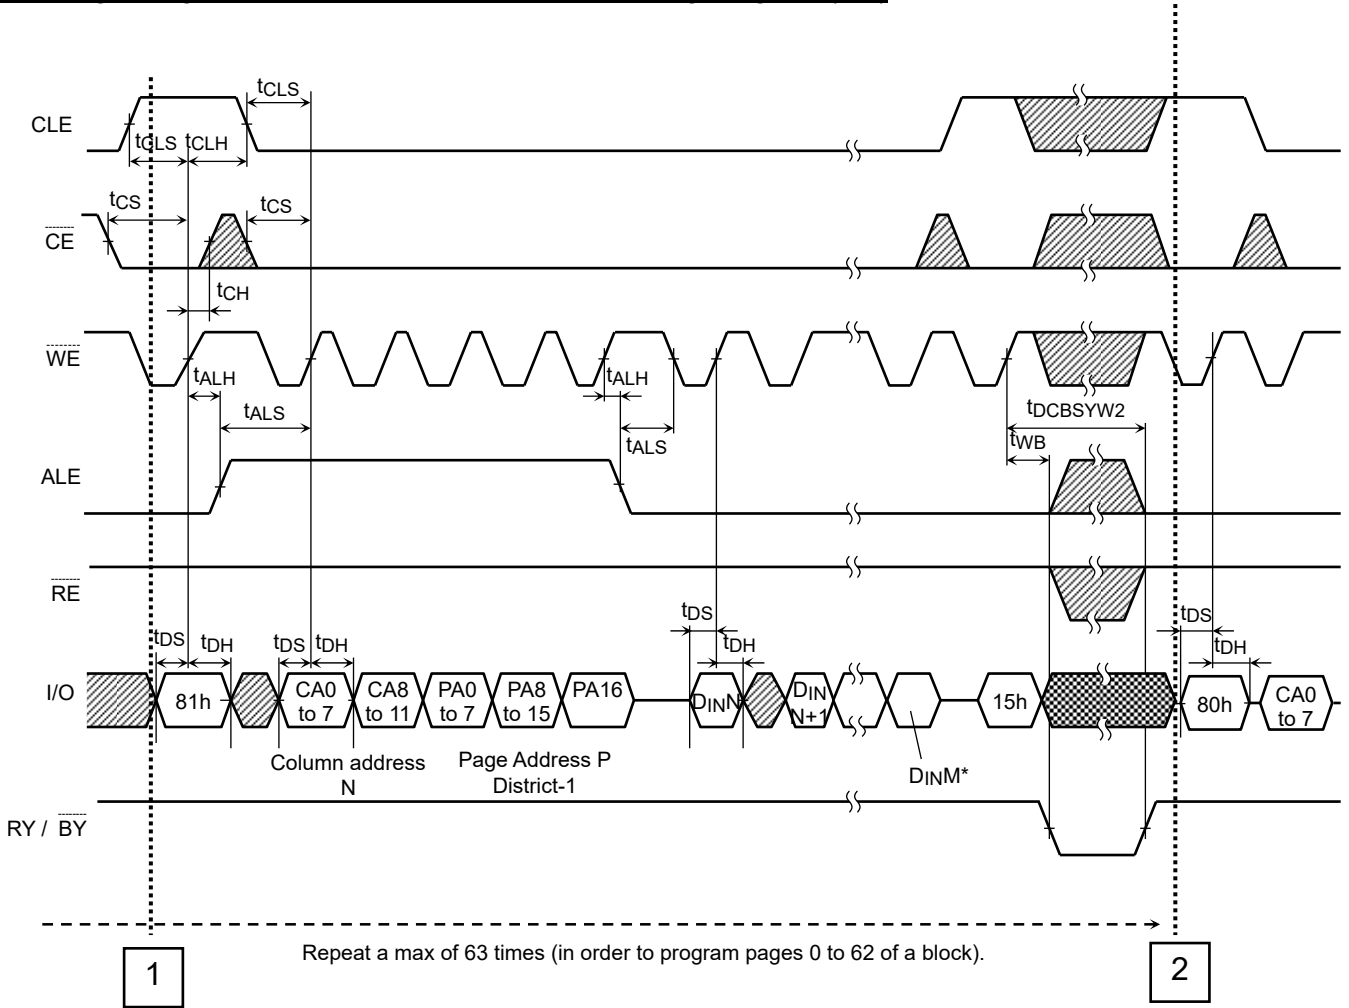 tCLS
CLE
tCLS tCLH
tCS
tCS
CE
tCH
WE
tALH
tALH
tALS
tALS
tDCBSYW2
tWB
ALE
RE
tDS
tDH
tDS
tDH
tDS
tDH
tDS
tDH
I/O
81h
CA0
to 7
CA8
to 11
PA0
to 7
PA8
to 15
PA16
DINN
DIN
N+1
15h
80h
CA0
to 7
Column address
N
Page Address P
District-1
DINM*
RY / BY
Repeat a max of 63 times (in order to program pages 0 to 62 of a block).
1
2